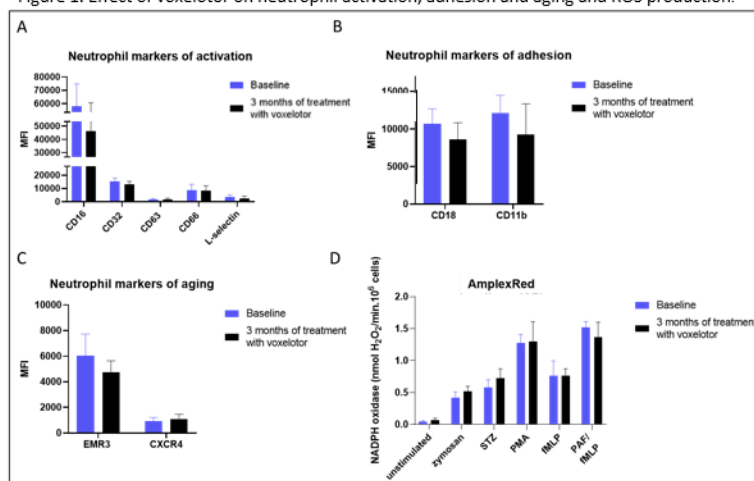 Figure 1. Effect of voxelotor on neutrophil activation, adhesion and aging and ROS production.
A
Neutrophil markers of activation
80000
70000
60000
50000
40000
30000
20000
10000
0
MFI
CD16
CD32
CD63
CD66
L-selectin
Baseline
3 months of treatment
with voxelotor
B
Neutrophil markers of adhesion
15000
10000
5000
0
MFI
CD18
CD11b
Baseline
3 months of treatment
with voxelotor
C
Neutrophil markers of aging
10000
8000
6000
4000
2000
0
MFI
EMR3
CXCR4
Baseline
3 months of treatment
with voxelotor
D
AmplexRed
2.0
1.5
1.0
0.5
0.0
NADPH oxidase (nmol H₂O₂/min.10⁶ cells)
unstimulated
zymosan
STZ
PMA
fMLP
PAF/
fMLP
Baseline
3 months of treatment
with voxelotor